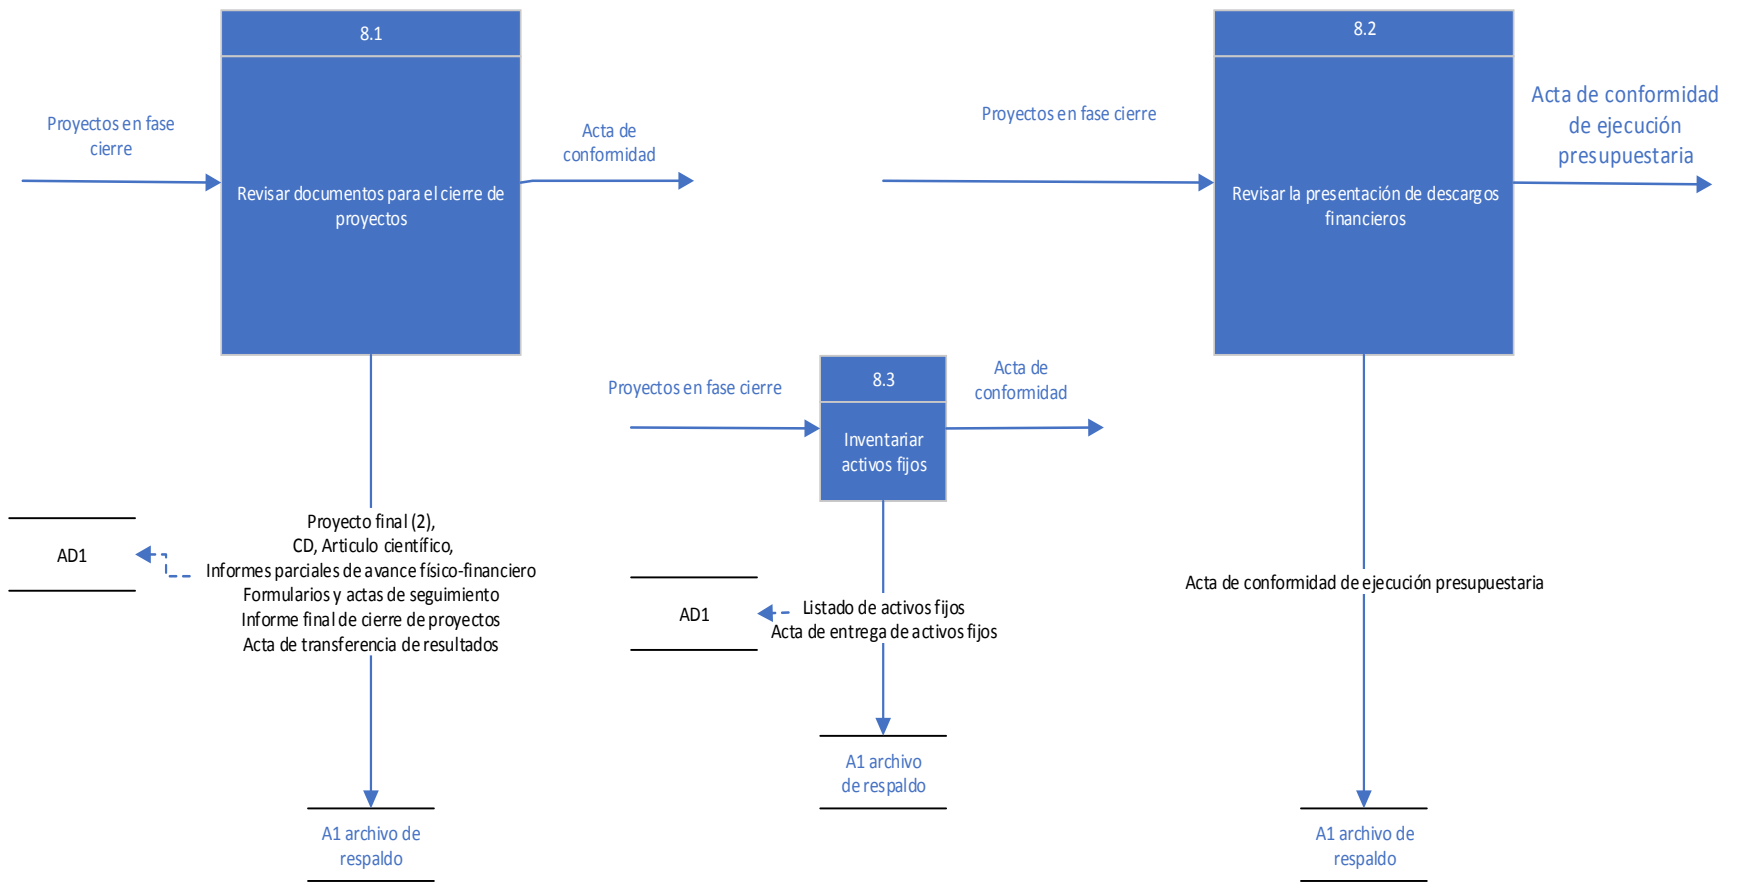 8.1
Proyectos en fase
cierre
Revisar documentos para el cierre de
proyectos
Acta de
conformidad
8.2
Proyectos en fase cierre
Revisar la presentación de descargos
financieros
Acta de conformidad
de ejecución
presupuestaria
8.3
Proyectos en fase cierre
Inventariar
activos fijos
Acta de
conformidad
AD1
Proyecto final (2),
CD, Articulo científico,
Informes parciales de avance físico-financiero
Formularios y actas de seguimiento
Informe final de cierre de proyectos
Acta de transferencia de resultados
AD1
Listado de activos fijos
Acta de entrega de activos fijos
Acta de conformidad de ejecución presupuestaria
A1 archivo de
respaldo
A1 archivo
de respaldo
A1 archivo de
respaldo